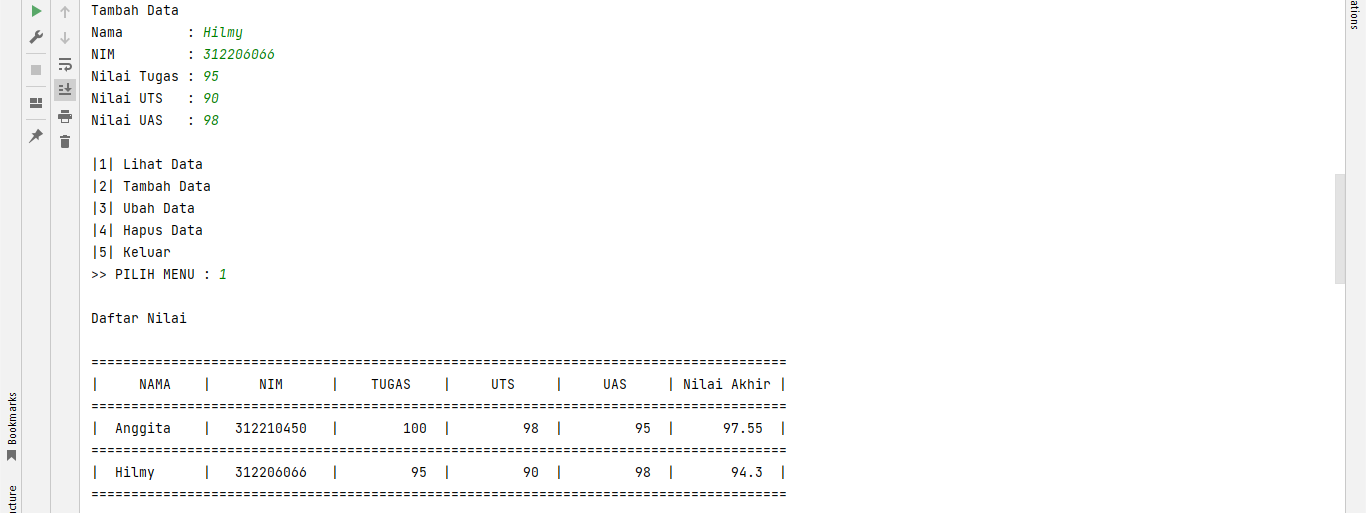 Tambah Data
Nama        : Hilmy
NIM         : 312206066
Nilai Tugas : 95
Nilai UTS   : 90
Nilai UAS   : 98
|1| Lihat Data
|2| Tambah Data
|3| Ubah Data
|4| Hapus Data
|5| Keluar
>> PILIH MENU : 1
Daftar Nilai
=======================================================================================
|     NAMA    |      NIM      |    TUGAS    |     UTS     |     UAS     | Nilai Akhir |
=======================================================================================
|  Anggita    |   312210450   |        100  |         98  |         95  |      97.55  |
=======================================================================================
|  Hilmy      |   312206066   |         95  |         90  |         98  |       94.3  |
=======================================================================================
Bookmarks
cture
ations